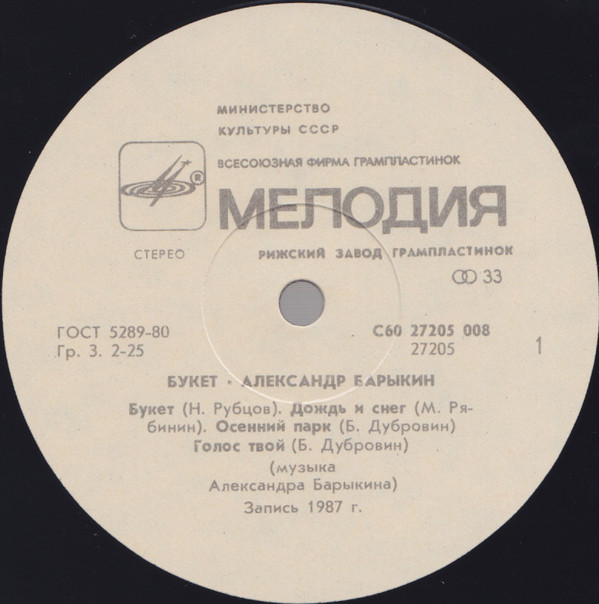 МИНИСТЕРСТВО
КУЛЬТУРЫ СССР
ВСЕСОЮЗНАЯ ФИРМА ГРАМПЛАСТИНОК
®
МЕЛОДИЯ
СТЕРЕО
РИЖСКИЙ ЗАВОД ГРАМПЛАСТИНОК
33
ГОСТ 5289-80
С60 27205 008
Гр. 3. 2-25
27205
1
БУКЕТ · АЛЕКСАНДР БАРЫКИН
Букет (Н. Рубцов). Дождь и снег (М. Ря-
бинин). Осенний парк (Б. Дубровин)
Голос твой (Б. Дубровин)
(музыка
Александра Барыкина)
Запись 1987 г.